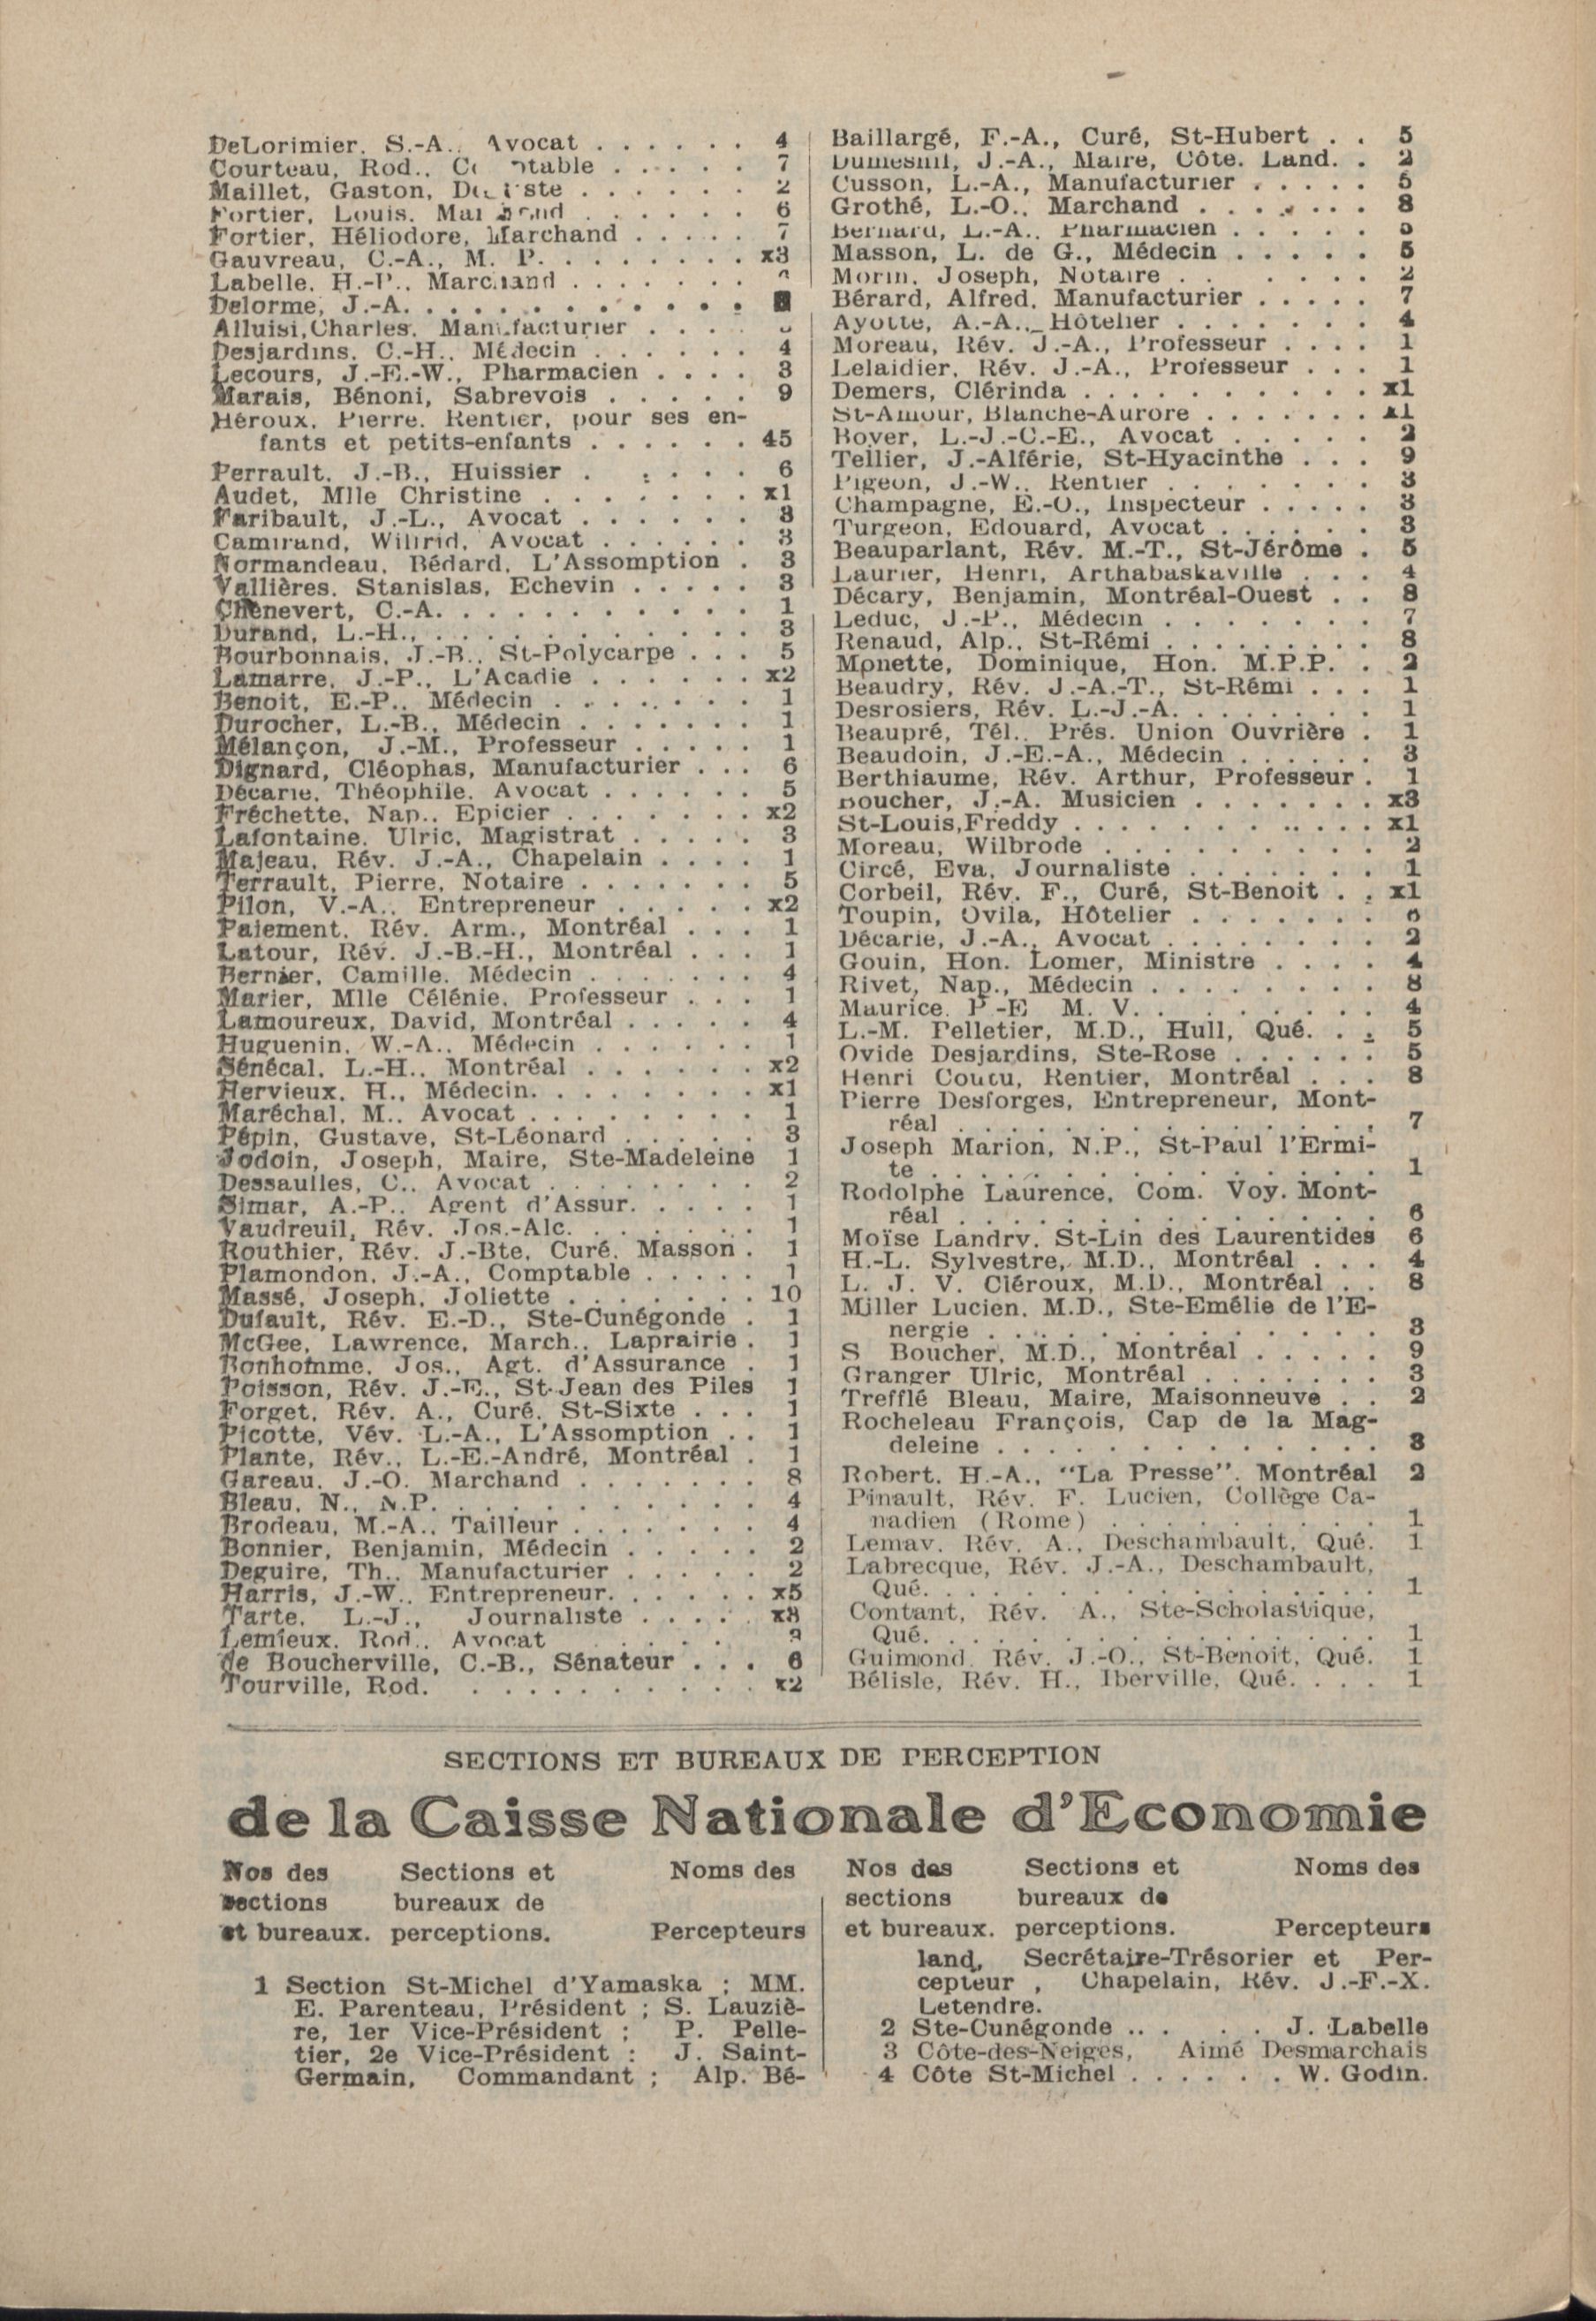 DeLorimier, S.-A., Avocat . . . . . . 4
Courteau, Rod., . . . . . 7
Maillet, Gaston, . . . . . . 2
Fortier, Louis, . . . . . . 6
Fortier, Héliodore, Marchand . . . . . 7
Gauvreau, C.-A., M. P. . . . . . . . . x3
Labelle, H.-P., Marchand . . . . . . .
Delorme, J.-A. . . . . . . . . . . . .
Alluisi, Charles, Manufacturier . . . .
Desjardins, C.-H., Médecin . . . . . . 4
Lecours, J.-E.-W., Pharmacien . . . . 3
Marais, Bénoni, Sabrevois . . . . . 9
Héroux, Pierre, Rentier, pour ses en-
fants et petits-enfants . . . . . . 45
Perrault, J.-B., Huissier . . . . . 6
Audet, Mlle Christine . . . . . . . x1
Faribault, J.-L., Avocat . . . . . . 3
Camirand, Wilfrid, Avocat . . . . . . 3
Normandeau, Bédard, L'Assomption . 3
Vallières, Stanislas, Echevin . . . . . 3
Chenevert, C.-A. . . . . . . . . . . 1
Durand, L.-H., . . . . . . . . . . . 3
Bourbonnais, J.-B., St-Polycarpe . . . 5
Lamarre, J.-P., L'Acadie . . . . . . x2
Benoit, E.-P., Médecin . . . . . . . 1
Durocher, L.-B., Médecin . . . . . . . 1
Mélançon, J.-M., Professeur . . . . . 1
Dignard, Cléophas, Manufacturier . . . 6
Décarie, Théophile, Avocat . . . . . . 5
Fréchette, Nap., Epicier . . . . . . . x2
Lafontaine, Ulric, Magistrat . . . . . 3
Majeau, Rév. J.-A., Chapelain . . . . 1
Terrault, Pierre, Notaire . . . . . . . 5
Pilon, V.-A., Entrepreneur . . . . . . x2
Paiement, Rév. Arm., Montréal . . . 1
Latour, Rév. J.-B.-H., Montréal . . . 1
Bernier, Camille, Médecin . . . . . . . 4
Marier, Mlle Célénie, Professeur . . . 1
Lamoureux, David, Montréal . . . . . 4
Huguenin, W.-A., Médecin . . . . . . 1
Sénécal, L.-H., Montréal . . . . . . x2
Hervieux, H., Médecin. . . . . . . . x1
Maréchal, M., Avocat . . . . . . . . 1
Pépin, Gustave, St-Léonard . . . . . 3
Jodoin, Joseph, Maire, Ste-Madeleine 1
Dessaulles, C., Avocat . . . . . . . . 2
Simar, A.-P., Agent d'Assur. . . . . 1
Vaudreuil, Rév. Jos.-Alc. . . . . . . 1
Routhier, Rév. J.-Bte, Curé, Masson . 1
Plamondon, J.-A., Comptable . . . . . 1
Massé, Joseph, Joliette . . . . . . . 10
Dufault, Rév. E.-D., Ste-Cunégonde . 1
McGee, Lawrence, March., Laprairie . 1
Bonhomme, Jos., Agt. d'Assurance . 1
Poisson, Rév. J.-E., St-Jean des Piles 1
Forget, Rév. A., Curé, St-Sixte . . . 1
Picotte, Vév. L.-A., L'Assomption . . 1
Plante, Rév., L.-E.-André, Montréal . 1
Gareau, J.-O. Marchand . . . . . . . 8
Bleau, N., N.P. . . . . . . . . . . . 4
Brodeau, M.-A., Tailleur . . . . . . . 4
Bonnier, Benjamin, Médecin . . . . . 2
Deguire, Th., Manufacturier . . . . . 2
Harris, J.-W., Entrepreneur. . . . . . x5
Tarte, L.-J., Journaliste . . . . . x8
Lemieux, Rod., Avocat . . . .
de Boucherville, C.-B., Sénateur . . . 6
Tourville, Rod. . . . . . . . . . . x2
Baillargé, F.-A., Curé, St-Hubert . . 5
Dumesnil, J.-A., Maire, Côte. Land. . 2
Cusson, L.-A., Manufacturier . . . . . 5
Grothé, L.-O., Marchand . . . . . . . 8
Bernard, L.-A., Pharmacien . . . . .
Masson, L. de G., Médecin . . . . . 5
Morin, Joseph, Notaire . . . . . . 2
Bérard, Alfred, Manufacturier . . . . . 7
Ayotte, A.-A., Hôtelier . . . . . . . 4
Moreau, Rév. J.-A., Professeur . . . . 1
Lelaidier, Rév. J.-A., Professeur . . . 1
Demers, Clérinda . . . . . . . . . . x1
St-Amour, Blanche-Aurore . . . . . . . x1
Boyer, L.-J.-C.-E., Avocat . . . . . 2
Tellier, J.-Alférie, St-Hyacinthe . . . 9
Pigeon, J.-W., Rentier . . . . . . . 3
Champagne, E.-O., Inspecteur . . . . . 3
Turgeon, Edouard, Avocat . . . . . . 3
Beauparlant, Rév. M.-T., St-Jérôme . 5
Laurier, Henri, Arthabaskaville . . . 4
Décary, Benjamin, Montréal-Ouest . . 8
Leduc, J.-P., Médecin . . . . . . . 7
Renaud, Alp., St-Rémi . . . . . . . . 8
Monette, Dominique, Hon. M.P.P. . 2
Beaudry, Rév. J.-A.-T., St-Rémi . . . 1
Desrosiers, Rév. L.-J.-A. . . . . . . . 1
Beaupré, Tél., Prés. Union Ouvrière . 1
Beaudoin, J.-E.-A., Médecin . . . . . . 3
Berthiaume, Rév. Arthur, Professeur . 1
Boucher, J.-A. Musicien . . . . . . . x3
St-Louis, Freddy . . . . . . . . . . . . x1
Moreau, Wilbrode . . . . . . . . . . 2
Circé, Eva, Journaliste . . . . . . . 1
Corbeil, Rév. F., Curé, St-Benoit . . x1
Toupin, Ovila, Hôtelier . . . . . . . 6
Décarie, J.-A., Avocat . . . . . . . . 2
Gouin, Hon. Lomer, Ministre . . . . 4
Rivet, Nap., Médecin . . . . . . . . 8
Maurice, P.-E M. V. . . . . . . . . 4
L.-M. Pelletier, M.D., Hull, Qué. . . . 5
Ovide Desjardins, Ste-Rose . . . . . . 5
Henri Coutu, Rentier, Montréal . . . 8
Pierre Desforges, Entrepreneur, Mont-
réal . . . . . . . . . . . . . . . . 7
Joseph Marion, N.P., St-Paul l'Ermi-
te . . . . . . . . . . . . . . . . . 1
Rodolphe Laurence, Com. Voy. Mont-
réal . . . . . . . . . . . . . . . 6
Moïse Landry, St-Lin des Laurentides 6
H.-L. Sylvestre, M.D., Montréal . . . 4
L. J. V. Cléroux, M.D., Montréal . . 8
Miller Lucien, M.D., Ste-Emélie de l'E-
nergie . . . . . . . . . . . . . . 3
S Boucher, M.D., Montréal . . . . . 9
Granger Ulric, Montréal . . . . . . . 3
Trefflé Bleau, Maire, Maisonneuve . . 2
Rocheleau François, Cap de la Mag-
deleine . . . . . . . . . . . . . . 3
Robert, H.-A., "La Presse". Montréal 2
Pinault, Rév. F. Lucien, Collège Ca-
nadien (Rome) . . . . . . . . . . 1
Lemay, Rév. A., Deschambault, Qué. 1
Labrecque, Rév. J.-A., Deschambault,
Qué. . . . . . . . . . . . . . . . . 1
Contant, Rév. A., Ste-Scholastique,
Qué. . . . . . . . . . . . . . . . . 1
Guimond, Rév. J.-O., St-Benoit, Qué. 1
Bélisle, Rév. H., Iberville, Qué. . . . 1
SECTIONS ET BUREAUX DE PERCEPTION
de la Caisse Nationale d'Economie
Nos des Sections et Noms des
sections bureaux de
et bureaux. perceptions. Percepteurs
1 Section St-Michel d'Yamaska ; MM.
E. Parenteau, Président ; S. Lauziè-
re, 1er Vice-Président ; P. Pelle-
tier, 2e Vice-Président : J. Saint-
Germain, Commandant ; Alp. Bé-
Nos des Sections et Noms des
sections bureaux de
et bureaux. perceptions. Percepteurs
land, Secrétaire-Trésorier et Per-
cepteur , Chapelain, Rév. J.-F.-X.
Letendre.
2 Ste-Cunégonde .. . . . J. Labelle
3 Côte-des-Neiges, Aimé Desmarchais
4 Côte St-Michel . . . . . . . W. Godin.